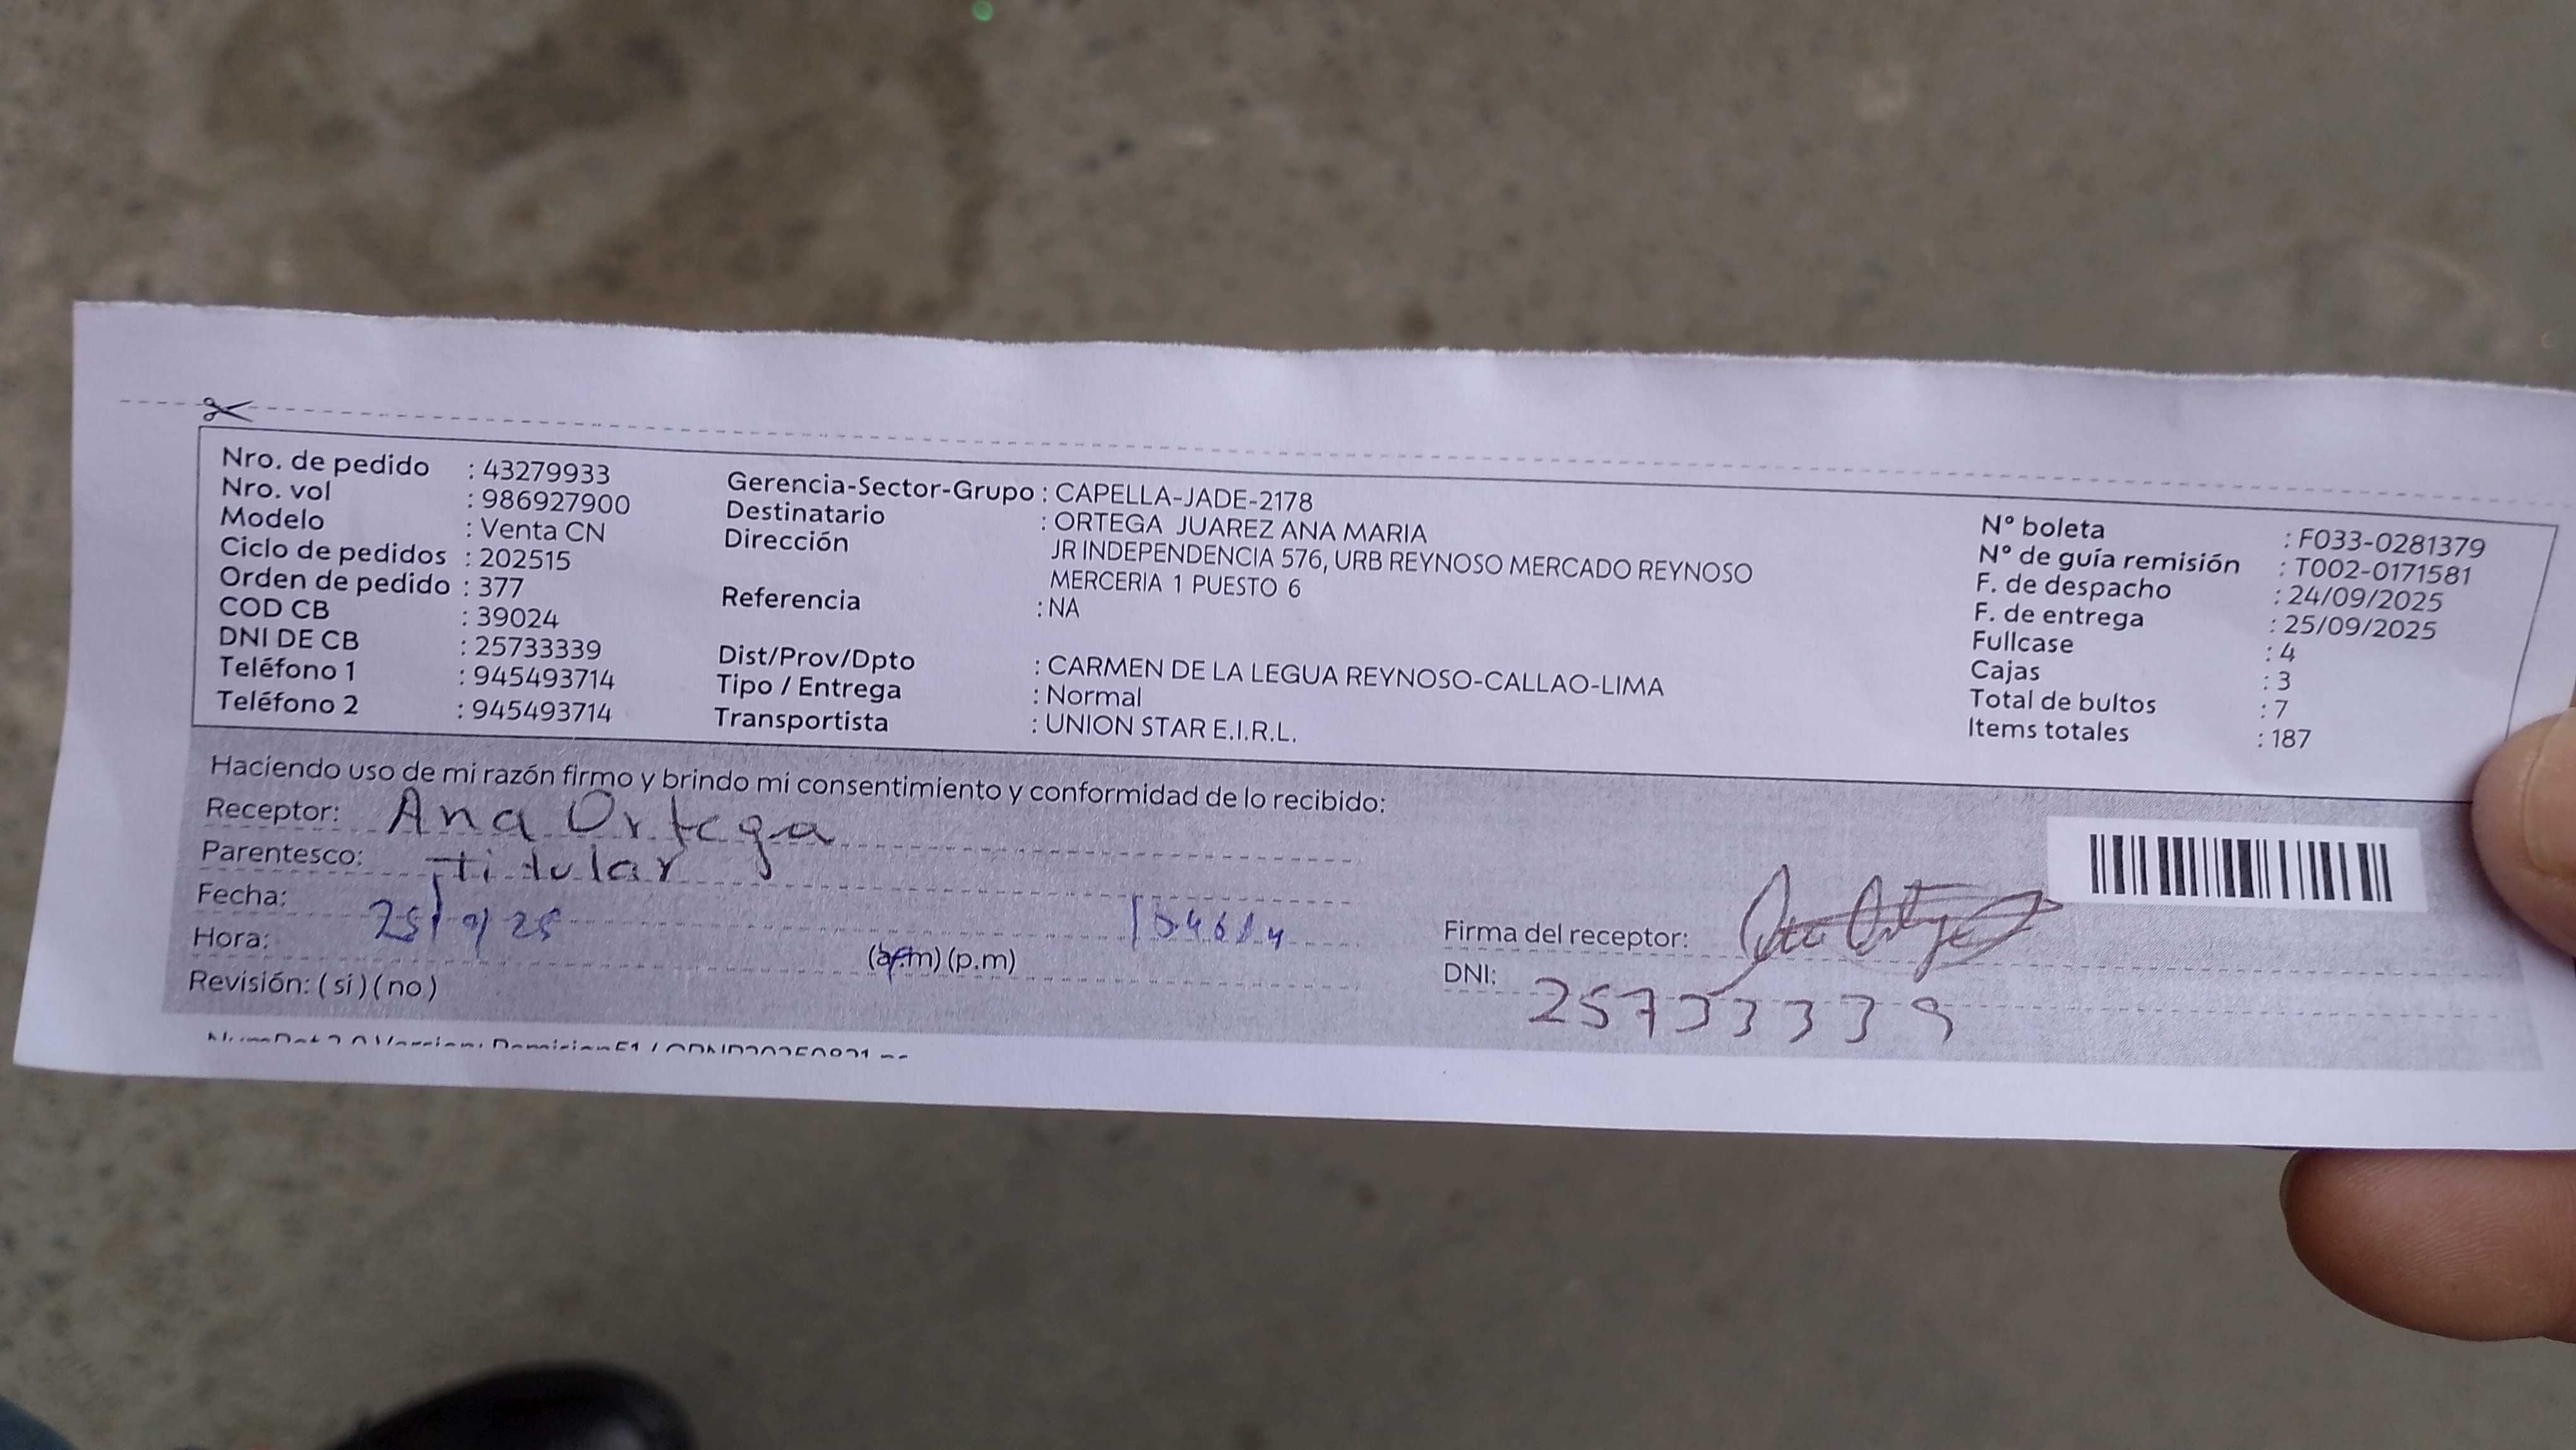 Nro. de pedido : 43279933
Nro. vol : 986927900
Modelo : Venta CN
Ciclo de pedidos : 202515
Orden de pedido : 377
COD CB : 39024
DNI DE CB : 25733339
Teléfono 1 : 945493714
Teléfono 2 : 945493714
Gerencia-Sector-Grupo : CAPELLA-JADE-2178
Destinatario : ORTEGA JUAREZ ANA MARIA
Dirección JR INDEPENDENCIA 576, URB REYNOSO MERCADO REYNOSO
MERCERIA 1 PUESTO 6
Referencia : NA
Dist/Prov/Dpto : CARMEN DE LA LEGUA REYNOSO-CALLAO-LIMA
Tipo / Entrega : Normal
Transportista : UNION STAR E.I.R.L.
N° boleta : F033-0281379
N° de guía remisión : T002-0171581
F. de despacho : 24/09/2025
F. de entrega : 25/09/2025
Fullcase : 4
Cajas : 3
Total de bultos : 7
Items totales : 187
Haciendo uso de mi razón firmo y brindo mi consentimiento y conformidad de lo recibido:
Receptor: Ana Ortega
Parentesco: titular
Fecha: 25/9/25
Hora: (a.m) (p.m)
Revisión: ( si ) ( no )
Firma del receptor:
DNI: 25733339